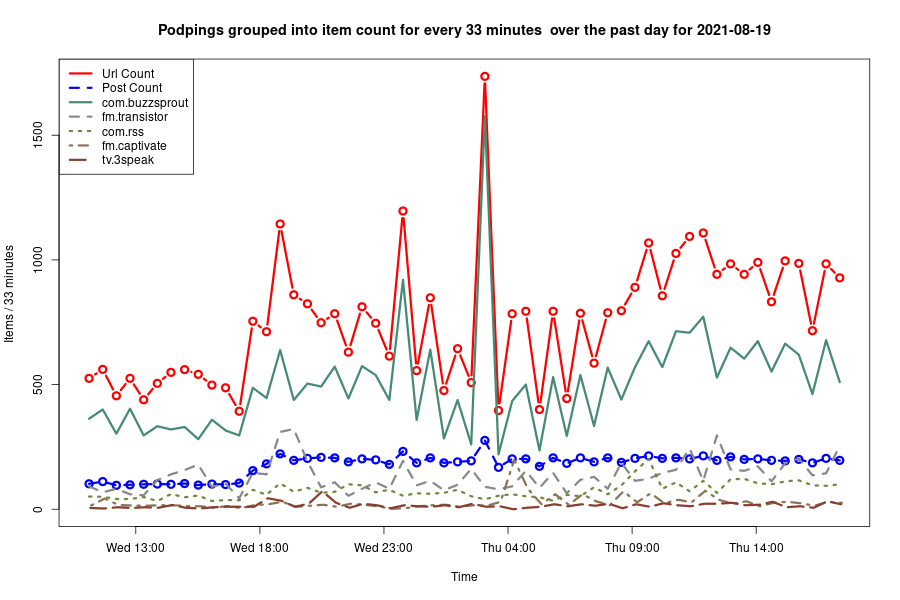 Podpings grouped into item count for every 33 minutes  over the past day for 2021-08-19
Url Count
Post Count
com.buzzsprout
fm.transistor
com.rss
fm.captivate
tv.3speak
Items / 33 minutes
1500
1000
500
0
Wed 13:00
Wed 18:00
Wed 23:00
Thu 04:00
Thu 09:00
Thu 14:00
Time